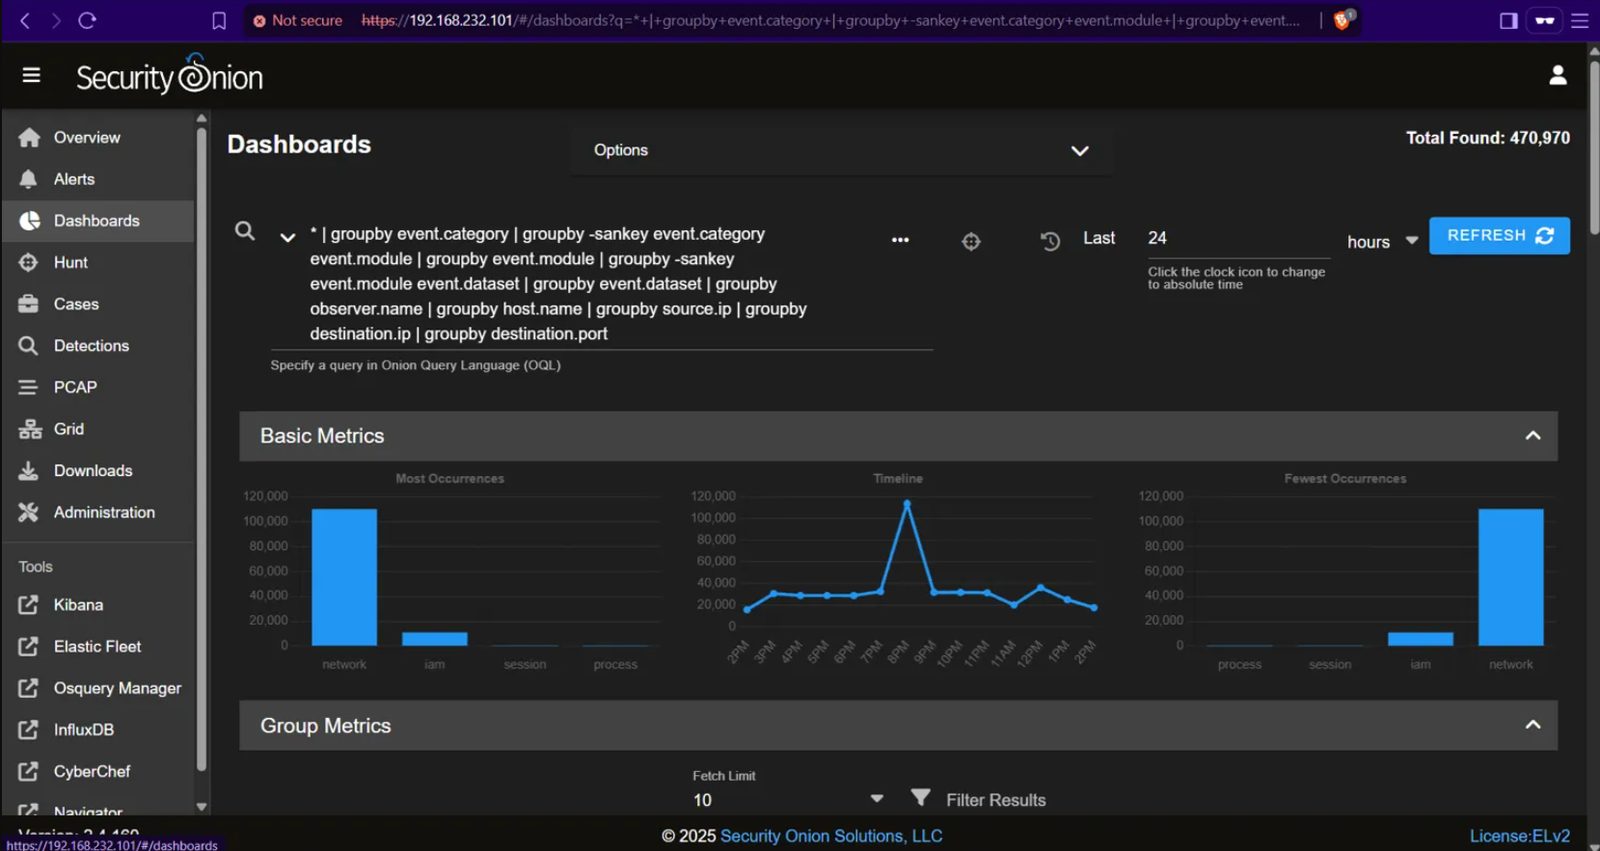 Not secure https://192.168.232.101/#/dashboards?q=*+|+groupby+event.category+|+groupby+-sankey+event.category+event.module+|+groupby+event....
1
Security Onion
Overview
Alerts
Dashboards
Hunt
Cases
Detections
PCAP
Grid
Downloads
Administration
Tools
Kibana
Elastic Fleet
Osquery Manager
InfluxDB
CyberChef
Navigator
https://192.168.232.101/#/dashboards
Dashboards
Options
Total Found: 470,970
* | groupby event.category | groupby -sankey event.category
event.module | groupby event.module | groupby -sankey
event.module event.dataset | groupby event.dataset | groupby
observer.name | groupby host.name | groupby source.ip | groupby
destination.ip | groupby destination.port
Specify a query in Onion Query Language (OQL)
Last 24 hours
Click the clock icon to change
to absolute time
REFRESH
Basic Metrics
Most Occurrences
120,000
100,000
80,000
60,000
40,000
20,000
0
network iam session process
Timeline
120,000
100,000
80,000
60,000
40,000
20,000
0
2PM 3PM 4PM 5PM 6PM 7PM 8PM 9PM 10PM 11PM 11AM 12PM 1PM 2PM
Fewest Occurrences
120,000
100,000
80,000
60,000
40,000
20,000
0
process session iam network
Group Metrics
Fetch Limit
10
Filter Results
© 2025 Security Onion Solutions, LLC
License:ELv2